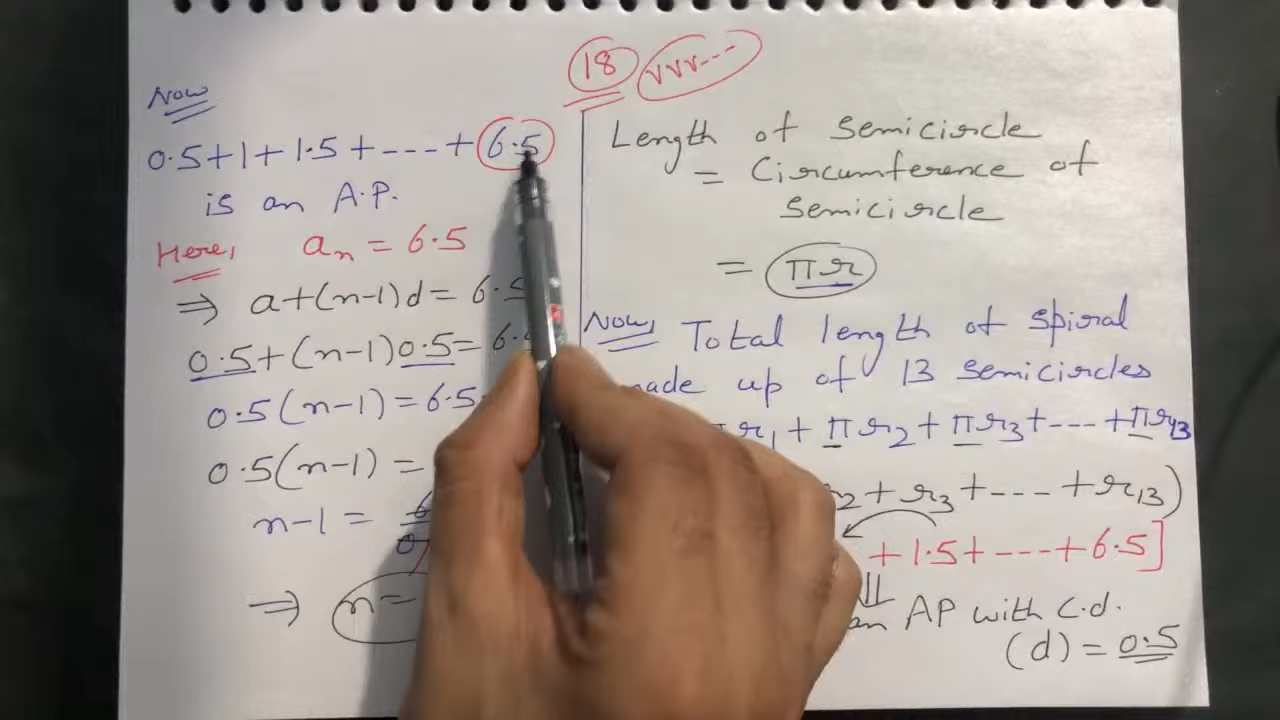 18 √√√---
Now
0.5+1+1.5+---+6.5
is an A.P.
Here, aₙ = 6.5
⇒ a+(n-1)d = 6.5
0.5+(n-1)0.5 = 6.
0.5(n-1) = 6.5
0.5(n-1) =
n-1 =
⇒ n =
Length of semicircle
= Circumference of
semicircle
= πr
Now, Total length of spiral
made up of 13 semicircles
πr₁ + πr₂ + πr₃ +---+ πr₁₃
r₂ + r₃ +---+ r₁₃)
+1.5+---+6.5]
an AP with c.d.
(d) = 0.5